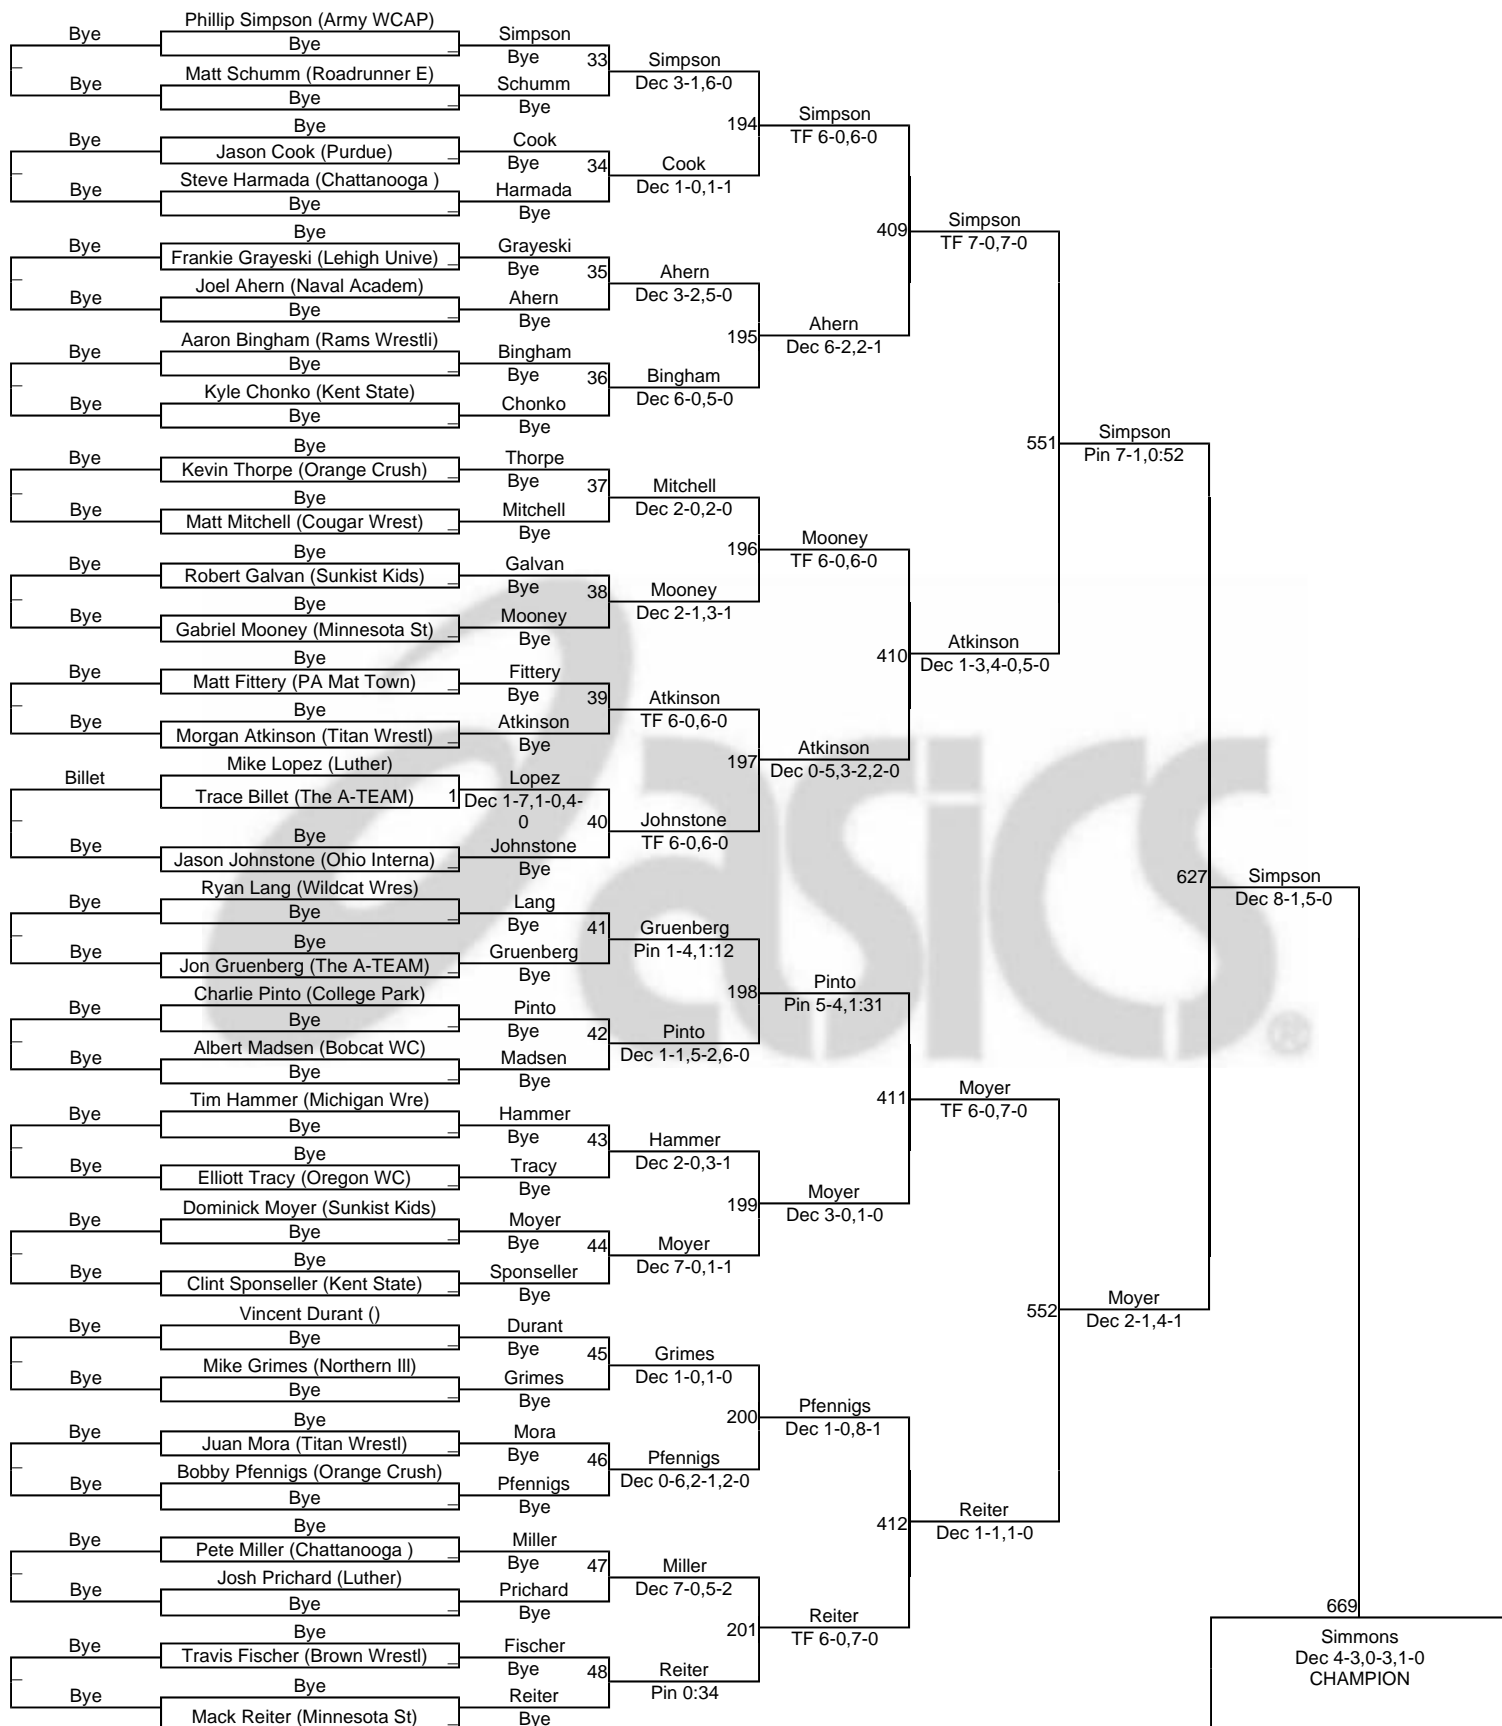 Phillip Simpson (Army WCAP)
Bye
Bye
Simpson
Bye
33
Matt Schumm (Roadrunner E)
Bye
Bye
Schumm
Bye
Simpson
Dec 3-1,6-0
Bye
Bye
Jason Cook (Purdue)
Cook
Bye
34
Steve Harmada (Chattanooga )
Bye
Bye
Harmada
Bye
Cook
Dec 1-0,1-1
194
Simpson
TF 6-0,6-0
Bye
Bye
Frankie Grayeski (Lehigh Unive)
Grayeski
Bye
35
Joel Ahern (Naval Academ)
Bye
Bye
Ahern
Bye
Ahern
Dec 3-2,5-0
Aaron Bingham (Rams Wrestli)
Bye
Bye
Bingham
Bye
36
Kyle Chonko (Kent State)
Bye
Bye
Chonko
Bye
Bingham
Dec 6-0,5-0
195
Ahern
Dec 6-2,2-1
409
Simpson
TF 7-0,7-0
Bye
Bye
Kevin Thorpe (Orange Crush)
Thorpe
Bye
37
Bye
Bye
Matt Mitchell (Cougar Wrest)
Mitchell
Bye
Mitchell
Dec 2-0,2-0
Bye
Bye
Robert Galvan (Sunkist Kids)
Galvan
Bye
38
Bye
Bye
Gabriel Mooney (Minnesota St)
Mooney
Bye
Mooney
Dec 2-1,3-1
196
Mooney
TF 6-0,6-0
Bye
Bye
Matt Fittery (PA Mat Town)
Fittery
Bye
39
Bye
Bye
Morgan Atkinson (Titan Wrestl)
Atkinson
Bye
Atkinson
TF 6-0,6-0
Mike Lopez (Luther)
Billet
Trace Billet (The A-TEAM)
1
Lopez
Dec 1-7,1-0,4-
0
40
Bye
Bye
Jason Johnstone (Ohio Interna)
Johnstone
Bye
Johnstone
TF 6-0,6-0
197
Atkinson
Dec 0-5,3-2,2-0
410
Atkinson
Dec 1-3,4-0,5-0
551
Simpson
Pin 7-1,0:52
Ryan Lang (Wildcat Wres)
Bye
Bye
Lang
Bye
41
Bye
Bye
Jon Gruenberg (The A-TEAM)
Gruenberg
Bye
Gruenberg
Pin 1-4,1:12
Charlie Pinto (College Park)
Bye
Bye
Pinto
Bye
42
Albert Madsen (Bobcat WC)
Bye
Bye
Madsen
Bye
Pinto
Dec 1-1,5-2,6-0
198
Pinto
Pin 5-4,1:31
Tim Hammer (Michigan Wre)
Bye
Bye
Hammer
Bye
43
Bye
Bye
Elliott Tracy (Oregon WC)
Tracy
Bye
Hammer
Dec 2-0,3-1
Dominick Moyer (Sunkist Kids)
Bye
Bye
Moyer
Bye
44
Bye
Bye
Clint Sponseller (Kent State)
Sponseller
Bye
Moyer
Dec 7-0,1-1
199
Moyer
Dec 3-0,1-0
411
Moyer
TF 6-0,7-0
Vincent Durant ()
Bye
Bye
Durant
Bye
45
Mike Grimes (Northern Ill)
Bye
Bye
Grimes
Bye
Grimes
Dec 1-0,1-0
Bye
Bye
Juan Mora (Titan Wrestl)
Mora
Bye
46
Bobby Pfennigs (Orange Crush)
Bye
Bye
Pfennigs
Bye
Pfennigs
Dec 0-6,2-1,2-0
200
Pfennigs
Dec 1-0,8-1
Bye
Bye
Pete Miller (Chattanooga )
Miller
Bye
47
Josh Prichard (Luther)
Bye
Bye
Prichard
Bye
Miller
Dec 7-0,5-2
Bye
Bye
Travis Fischer (Brown Wrestl)
Fischer
Bye
48
Bye
Bye
Mack Reiter (Minnesota St)
Reiter
Bye
Reiter
Pin 0:34
201
Reiter
TF 6-0,7-0
412
Reiter
Dec 1-1,1-0
552
Moyer
Dec 2-1,4-1
627
Simpson
Dec 8-1,5-0
669
Simmons
Dec 4-3,0-3,1-0
CHAMPION
asics®